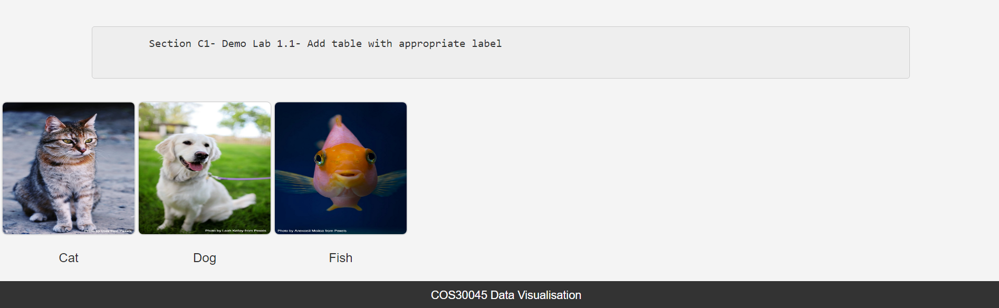 Section C1- Demo Lab 1.1- Add table with appropriate label
Photo by Dids from Pexels
Photo by Leah Kelley from Pexels
Photo by Алексей Мойса from Pexels
Cat
Dog
Fish
COS30045 Data Visualisation